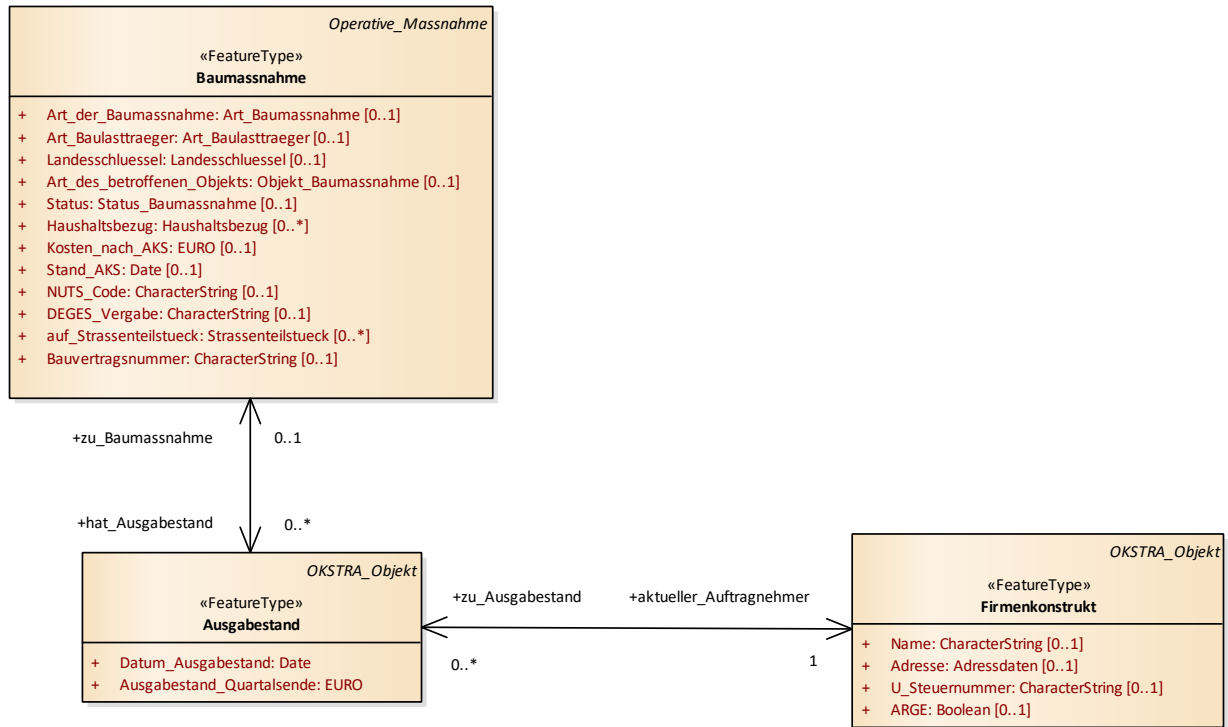 Operative_Massnahme
«FeatureType»
Baumassnahme
+ Art_der_Baumassnahme: Art_Baumassnahme [0..1]
+ Art_Baulasttraeger: Art_Baulasttraeger [0..1]
+ Landesschluessel: Landesschluessel [0..1]
+ Art_des_betroffenen_Objekts: Objekt_Baumassnahme [0..1]
+ Status: Status_Baumassnahme [0..1]
+ Haushaltsbezug: Haushaltsbezug [0..*]
+ Kosten_nach_AKS: EURO [0..1]
+ Stand_AKS: Date [0..1]
+ NUTS_Code: CharacterString [0..1]
+ DEGES_Vergabe: CharacterString [0..1]
+ auf_Strassenteilstueck: Strassenteilstueck [0..*]
+ Bauvertragsnummer: CharacterString [0..1]
+zu_Baumassnahme 0..1
+hat_Ausgabestand 0..*
OKSTRA_Objekt
«FeatureType»
Ausgabestand
+ Datum_Ausgabestand: Date
+ Ausgabestand_Quartalsende: EURO
+zu_Ausgabestand +aktueller_Auftragnehmer
0..* 1
OKSTRA_Objekt
«FeatureType»
Firmenkonstrukt
+ Name: CharacterString [0..1]
+ Adresse: Adressdaten [0..1]
+ U_Steuernummer: CharacterString [0..1]
+ ARGE: Boolean [0..1]